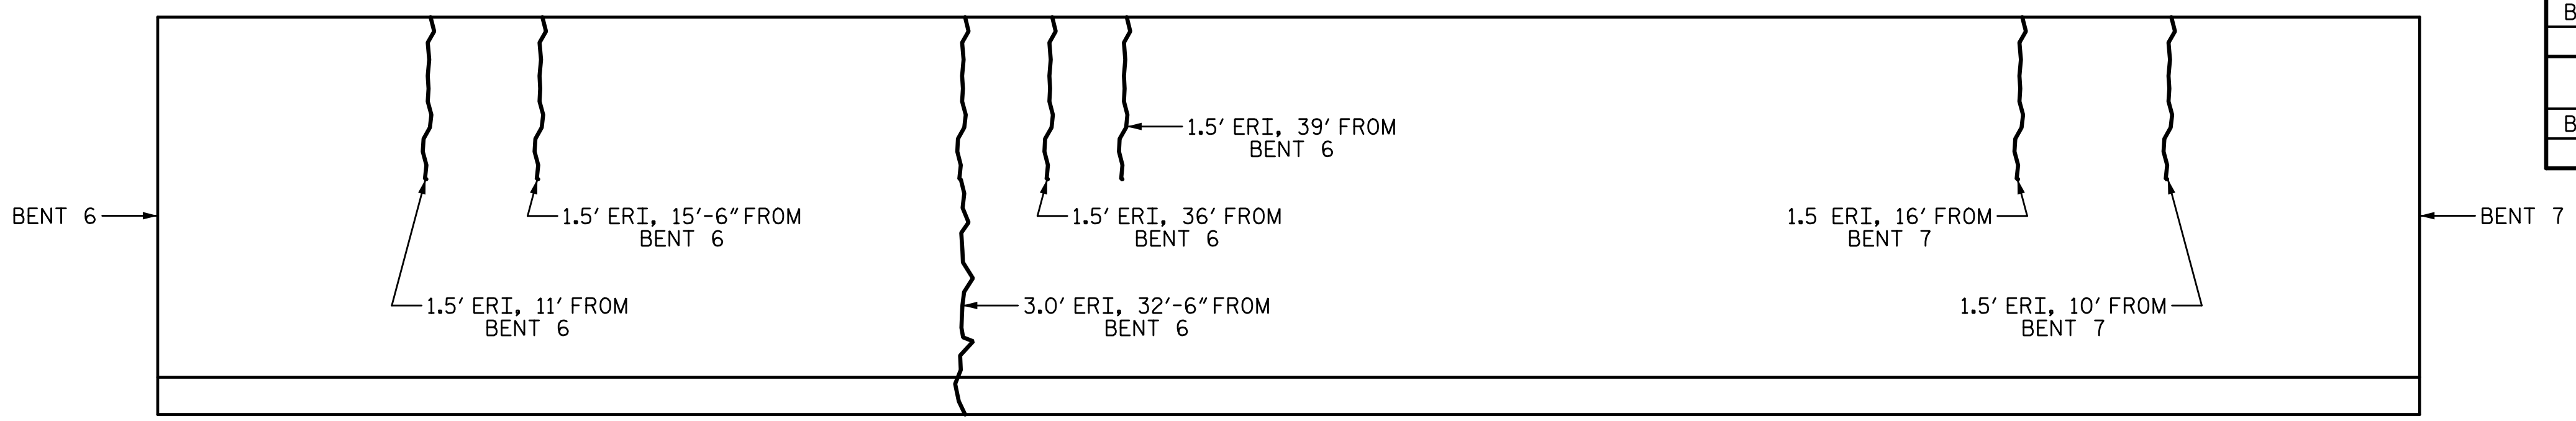 1.5' ERI, 39' FROM
BENT 6
BENT 6
1.5' ERI, 15'-6" FROM
BENT 6
1.5' ERI, 36' FROM
BENT 6
1.5 ERI, 16' FROM
BENT 7
BENT 7
1.5' ERI, 11' FROM
BENT 6
3.0' ERI, 32'-6" FROM
BENT 6
1.5' ERI, 10' FROM
BENT 7